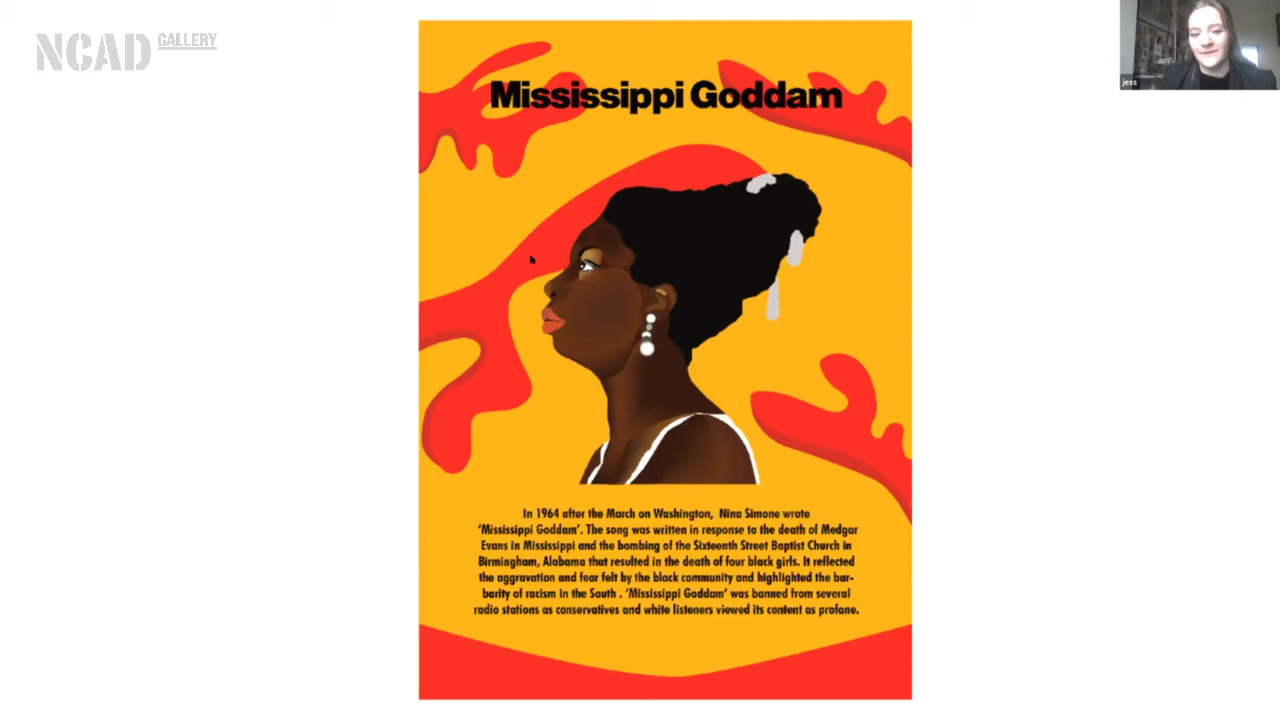 NCAD GALLERY
jess
Mississippi Goddam
In 1964 after the March on Washington, Nina Simone wrote
'Mississippi Goddam'. The song was written in response to the death of Medgar
Evans in Mississippi and the bombing of the Sixteenth Street Baptist Church in
Birmingham, Alabama that resulted in the death of four black girls. It reflected
the aggravation and fear felt by the black community and highlighted the bar-
barity of racism in the South . 'Mississippi Goddam' was banned from several
radio stations as conservatives and white listeners viewed its content as profane.